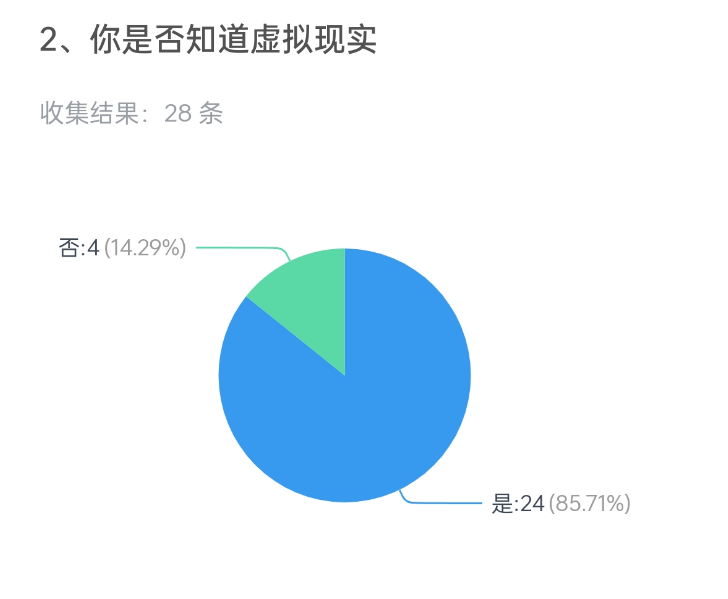 2、你是否知道虚拟现实
收集结果：28 条
否:4 (14.29%)
是:24 (85.71%)